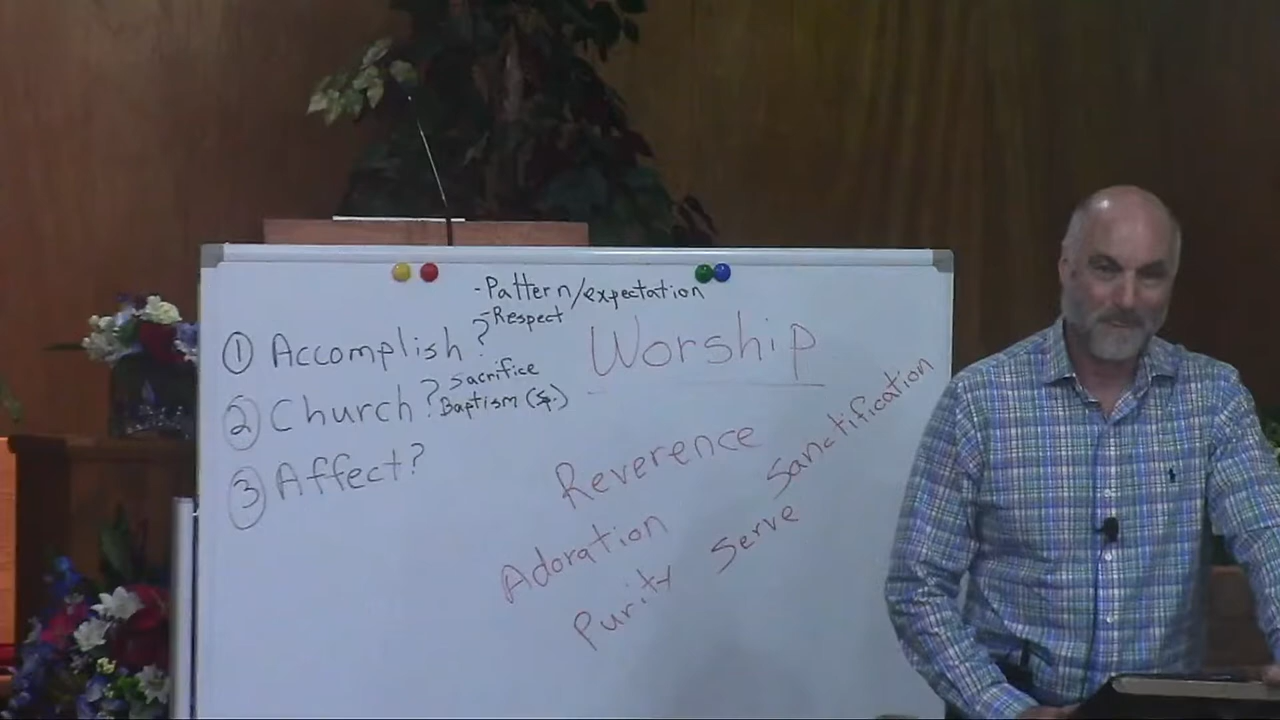 -Pattern/expectation
-Respect
① Accomplish?
Worship
Sacrifice
② Church?
Baptism
③ Affect?
Reverence
Sanctification
Adoration
Serve
Purity